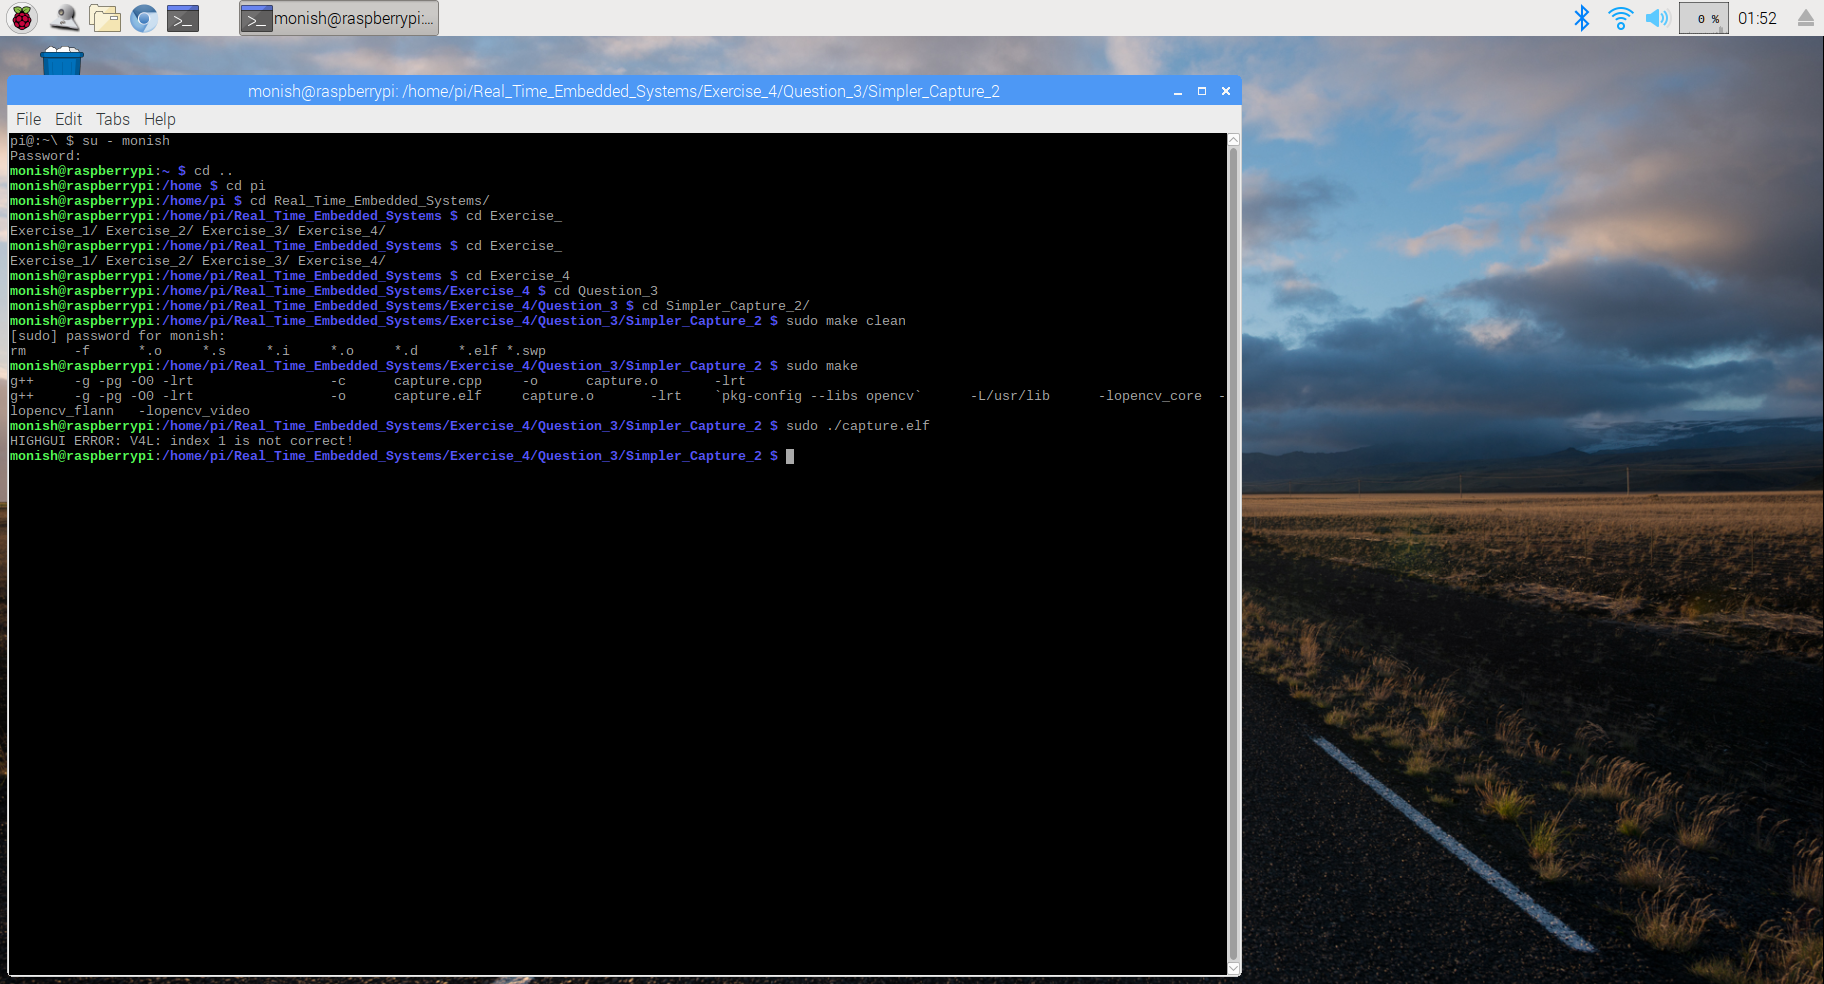 >_
>_ monish@raspberrypi:...
0 %
01:52
monish@raspberrypi: /home/pi/Real_Time_Embedded_Systems/Exercise_4/Question_3/Simpler_Capture_2
File Edit Tabs Help
pi@:~\ $ su - monish
Password:
monish@raspberrypi:~ $ cd ..
monish@raspberrypi:/home $ cd pi
monish@raspberrypi:/home/pi $ cd Real_Time_Embedded_Systems/
monish@raspberrypi:/home/pi/Real_Time_Embedded_Systems $ cd Exercise_
Exercise_1/ Exercise_2/ Exercise_3/ Exercise_4/
monish@raspberrypi:/home/pi/Real_Time_Embedded_Systems $ cd Exercise_
Exercise_1/ Exercise_2/ Exercise_3/ Exercise_4/
monish@raspberrypi:/home/pi/Real_Time_Embedded_Systems $ cd Exercise_4
monish@raspberrypi:/home/pi/Real_Time_Embedded_Systems/Exercise_4 $ cd Question_3
monish@raspberrypi:/home/pi/Real_Time_Embedded_Systems/Exercise_4/Question_3 $ cd Simpler_Capture_2/
monish@raspberrypi:/home/pi/Real_Time_Embedded_Systems/Exercise_4/Question_3/Simpler_Capture_2 $ sudo make clean
[sudo] password for monish:
rm -f *.o *.s *.i *.o *.d *.elf *.swp
monish@raspberrypi:/home/pi/Real_Time_Embedded_Systems/Exercise_4/Question_3/Simpler_Capture_2 $ sudo make
g++ -g -pg -O0 -lrt -c capture.cpp -o capture.o -lrt
g++ -g -pg -O0 -lrt -o capture.elf capture.o -lrt `pkg-config --libs opencv` -L/usr/lib -lopencv_core -
lopencv_flann -lopencv_video
monish@raspberrypi:/home/pi/Real_Time_Embedded_Systems/Exercise_4/Question_3/Simpler_Capture_2 $ sudo ./capture.elf
HIGHGUI ERROR: V4L: index 1 is not correct!
monish@raspberrypi:/home/pi/Real_Time_Embedded_Systems/Exercise_4/Question_3/Simpler_Capture_2 $